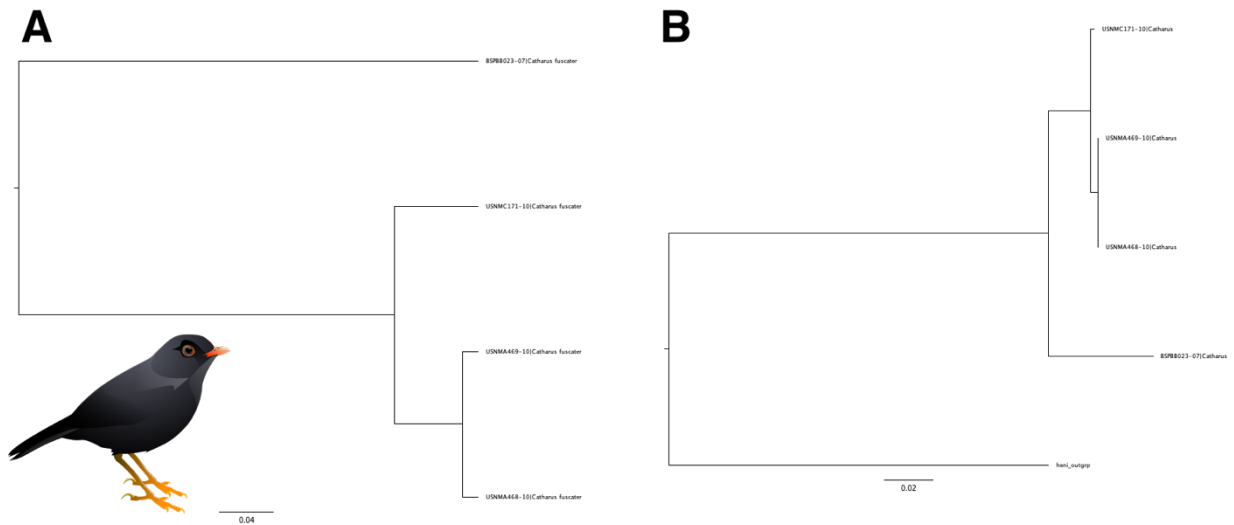 A
BSPBB023-07|Catharus fuscater
USNMC171-10|Catharus fuscater
USNMA469-10|Catharus fuscater
USNMA468-10|Catharus fuscater
0.04
B
USNMC171-10|Catharus
USNMA469-10|Catharus
USNMA468-10|Catharus
BSPBB023-07|Catharus
heni_outgrp
0.02